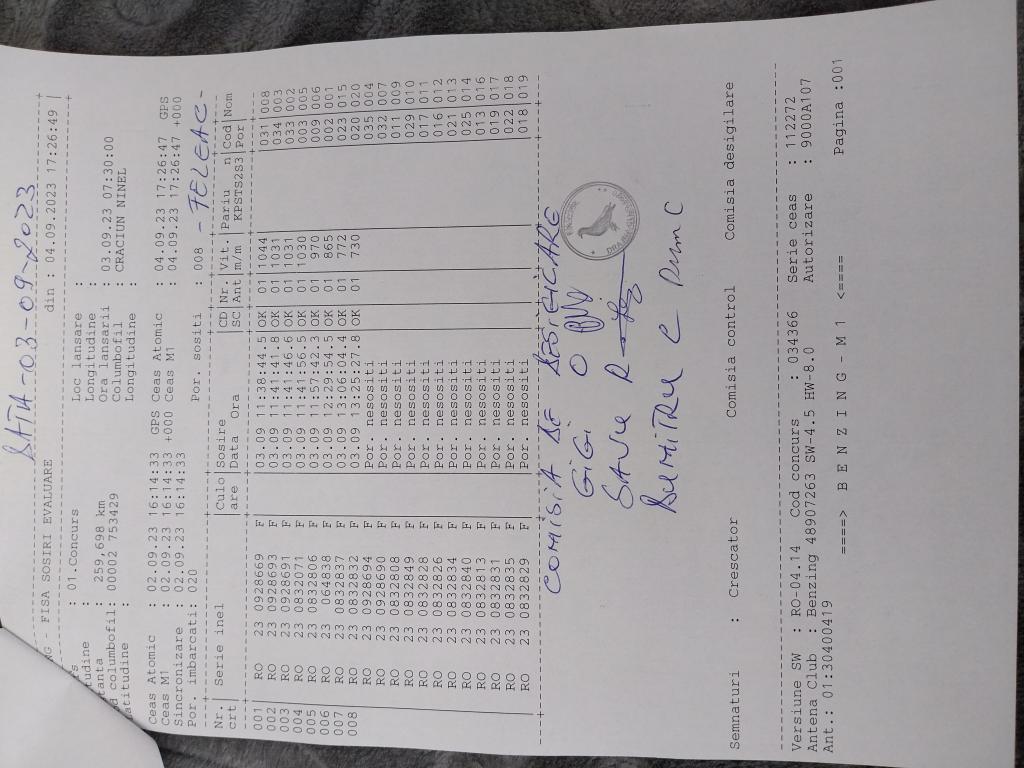 DATA-03-09-2023
- FISA SOSIRI EVALUARE din : 04.09.2023 17:26:49 |
: 01.Concurs Loc lansare :
Longitudine :
: 259,698 km Ora lansarii : 03.09.23 07:30:00
columbofil: 00002 753429 Columbofil : CRACIUN NINEL
Longitudine :
Ceas Atomic : 02.09.23 16:14:33 GPS Ceas Atomic : 04.09.23 17:26:47 GPS
Ceas M1 : 02.09.23 16:14:33 +000 Ceas M1 : 04.09.23 17:26:47 +000
Sincronizare : 02.09.23 16:14:33
Por. imbarcati: 020 Por. sositi : 008 - FELEAC -
Nr.| Serie inel |Culo|Sosire |CD|Nr.|Vit.|Pariu n|Cod|Nom
crt| |are |Data Ora |SC|Ant|m/m | KPSTS2S3|Por|
001 RO 23 0928669 F 03.09 11:38:44.5 OK 01 1044 031 008
002 RO 23 0928693 F 03.09 11:41:41.8 OK 01 1031 034 003
003 RO 23 0928691 F 03.09 11:41:46.6 OK 01 1031 033 002
004 RO 23 0832071 F 03.09 11:41:56.5 OK 01 1030 003 005
005 RO 23 0832806 F 03.09 11:57:42.3 OK 01 970 009 006
006 RO 23 064838 F 03.09 12:29:54.5 OK 01 865 002 001
007 RO 23 0832837 F 03.09 13:06:04.4 OK 01 772 023 015
008 RO 23 0832832 F 03.09 13:25:27.8 OK 01 730 020 020
RO 23 0928694 F Por. nesositi 035 004
RO 23 0928690 F Por. nesositi 032 007
RO 23 0832808 F Por. nesositi 011 009
RO 23 0832849 F Por. nesositi 029 010
RO 23 0832828 F Por. nesositi 017 011
RO 23 0832826 F Por. nesositi 016 012
RO 23 0832834 F Por. nesositi 021 013
RO 23 0832840 F Por. nesositi 025 014
RO 23 0832813 F Por. nesositi 013 016
RO 23 0832831 F Por. nesositi 019 017
RO 23 0832835 F Por. nesositi 022 018
RO 23 0832829 F Por. nesositi 018 019
COMISIA DE DESIGILARE
GIGI O
SAVU R
DUMITRU C
Semnaturi : Crescator Comisia control Comisia desigilare
Versiune SW : RO-04.14 Cod concurs : 034366 Serie ceas : 112272
Antena Club : Benzing 48907263 SW-4.5 HW-8.0 Autorizare : 9000A107
Ant.: 01:30400419
====> B E N Z I N G - M 1 <==== Pagina :001